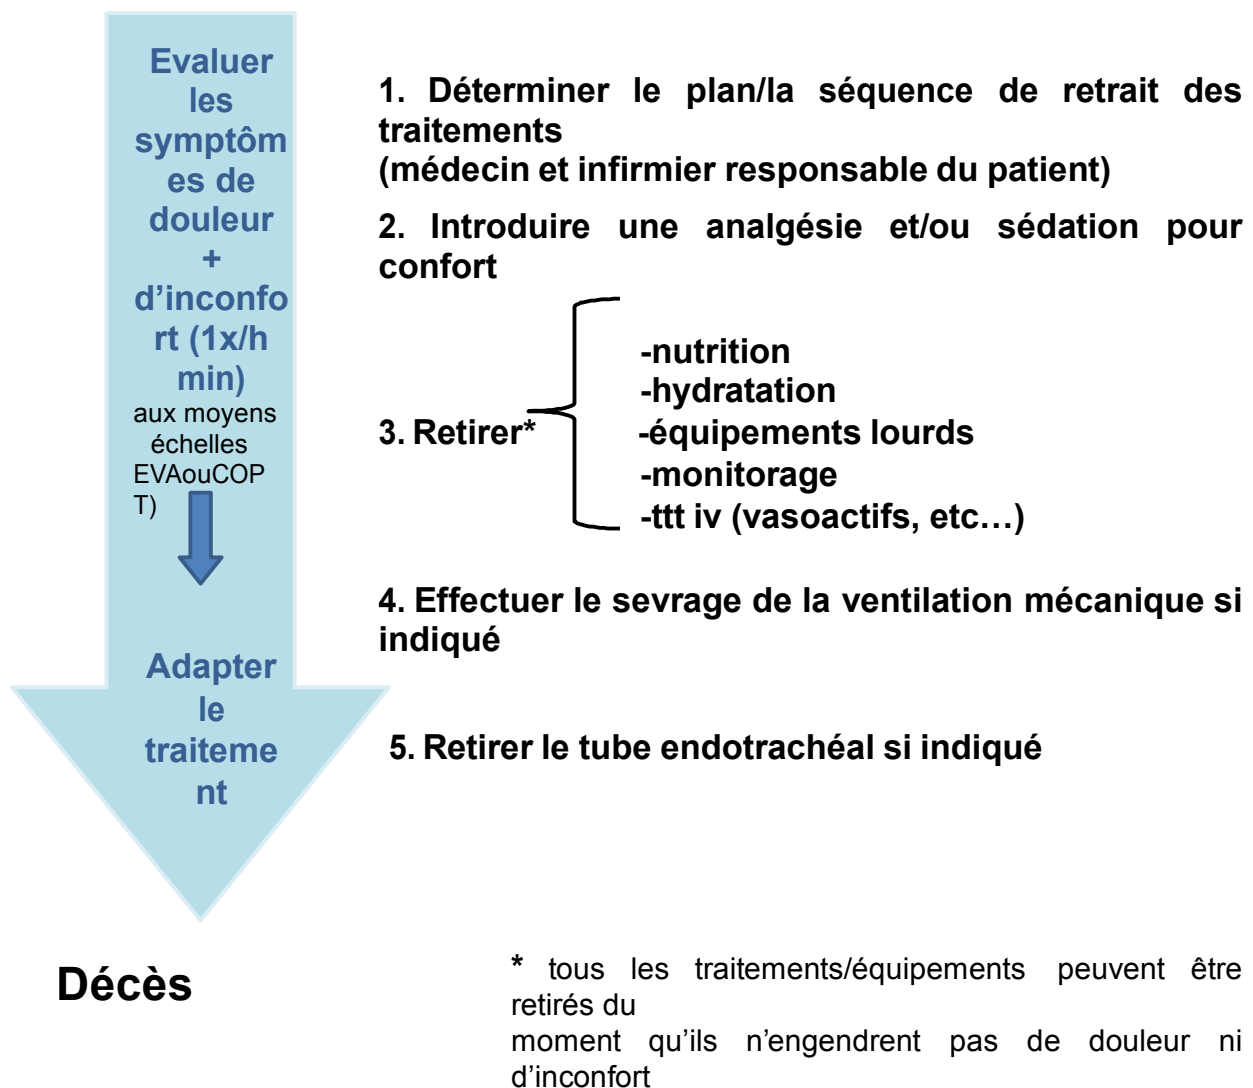 Evaluer
les
symptôm
es de
douleur
+
d’inconfo
rt (1x/h
min)
aux moyens
échelles
EVAouCOP
T)
Adapter
le
traiteme
nt
1. Déterminer le plan/la séquence de retrait des
traitements
(médecin et infirmier responsable du patient)
2. Introduire une analgésie et/ou sédation pour
confort
3. Retirer*
-nutrition
-hydratation
-équipements lourds
-monitorage
-ttt iv (vasoactifs, etc…)
4. Effectuer le sevrage de la ventilation mécanique si
indiqué
5. Retirer le tube endotrachéal si indiqué
Décès
* tous les traitements/équipements peuvent être
retirés du
moment qu’ils n’engendrent pas de douleur ni
d’inconfort